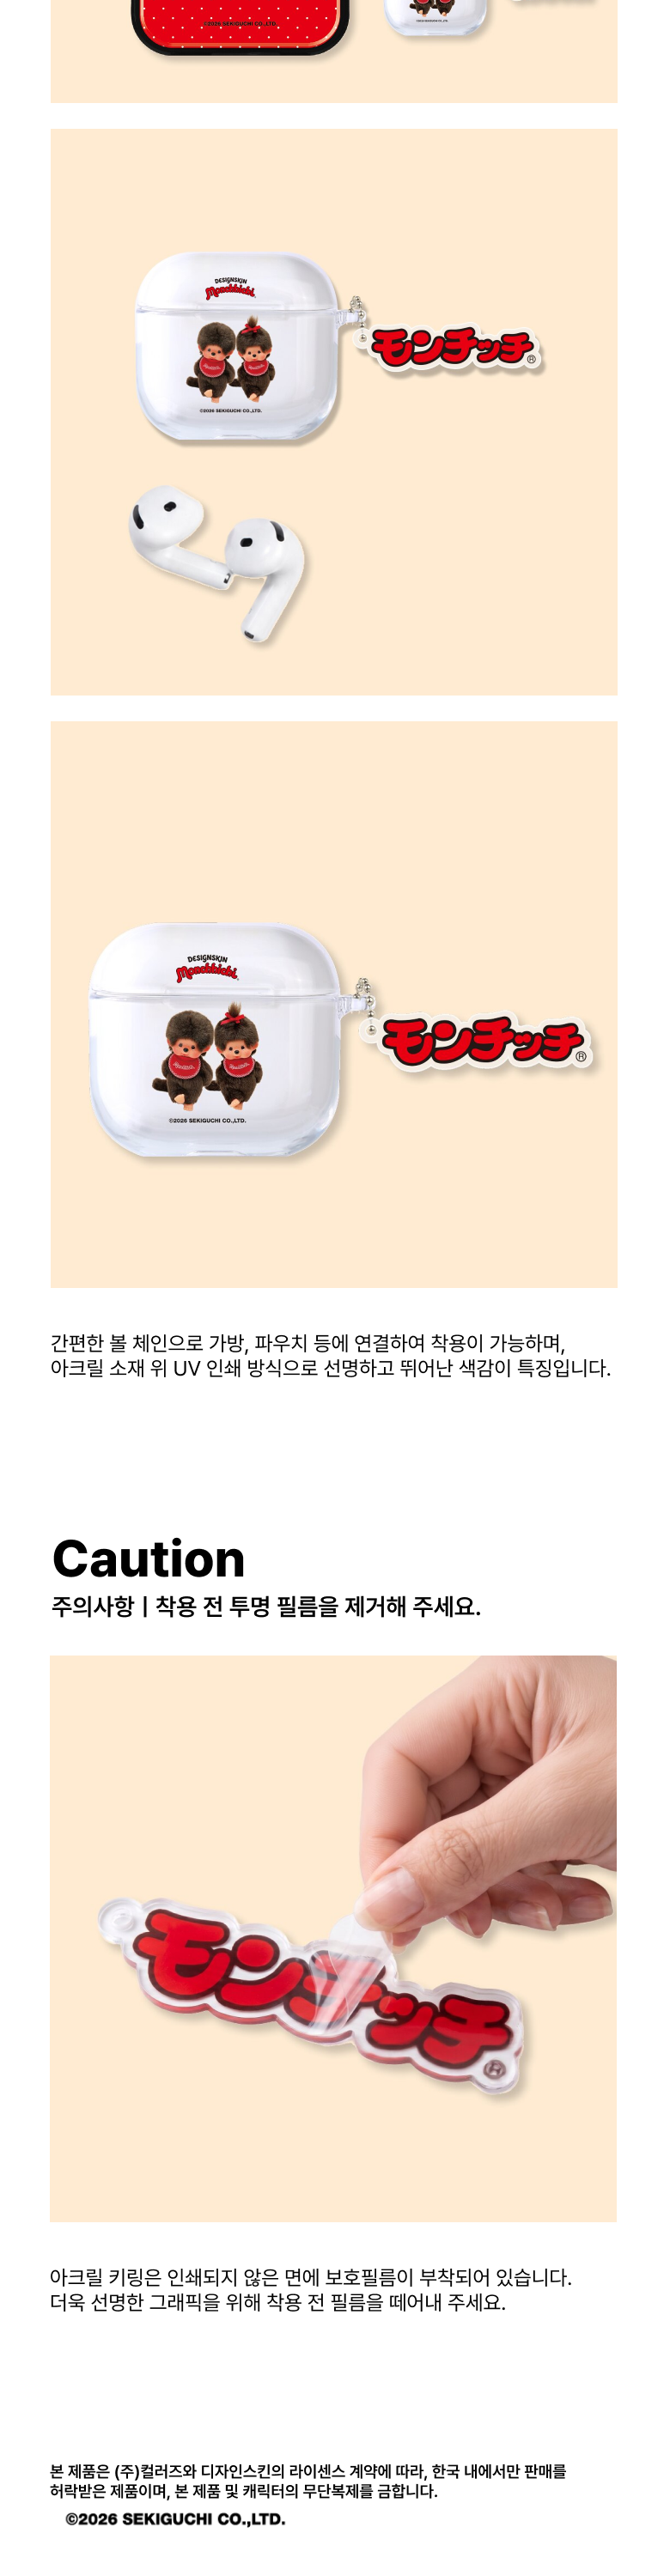 ©2026 SEKIGUCHI CO.,LTD.
DESIGNSKIN
Monchhichi
モンチッチ®
©2026 SEKIGUCHI CO.,LTD.
DESIGNSKIN
Monchhichi
モンチッチ®
©2026 SEKIGUCHI CO.,LTD.
간편한 볼 체인으로 가방, 파우치 등에 연결하여 착용이 가능하며,
아크릴 소재 위 UV 인쇄 방식으로 선명하고 뛰어난 색감이 특징입니다.
Caution
주의사항 | 착용 전 투명 필름을 제거해 주세요.
モンチッチ®
아크릴 키링은 인쇄되지 않은 면에 보호필름이 부착되어 있습니다.
더욱 선명한 그래픽을 위해 착용 전 필름을 떼어내 주세요.
본 제품은 (주)컬러즈와 디자인스킨의 라이센스 계약에 따라, 한국 내에서만 판매를
허락받은 제품이며, 본 제품 및 캐릭터의 무단복제를 금합니다.
©2026 SEKIGUCHI CO.,LTD.